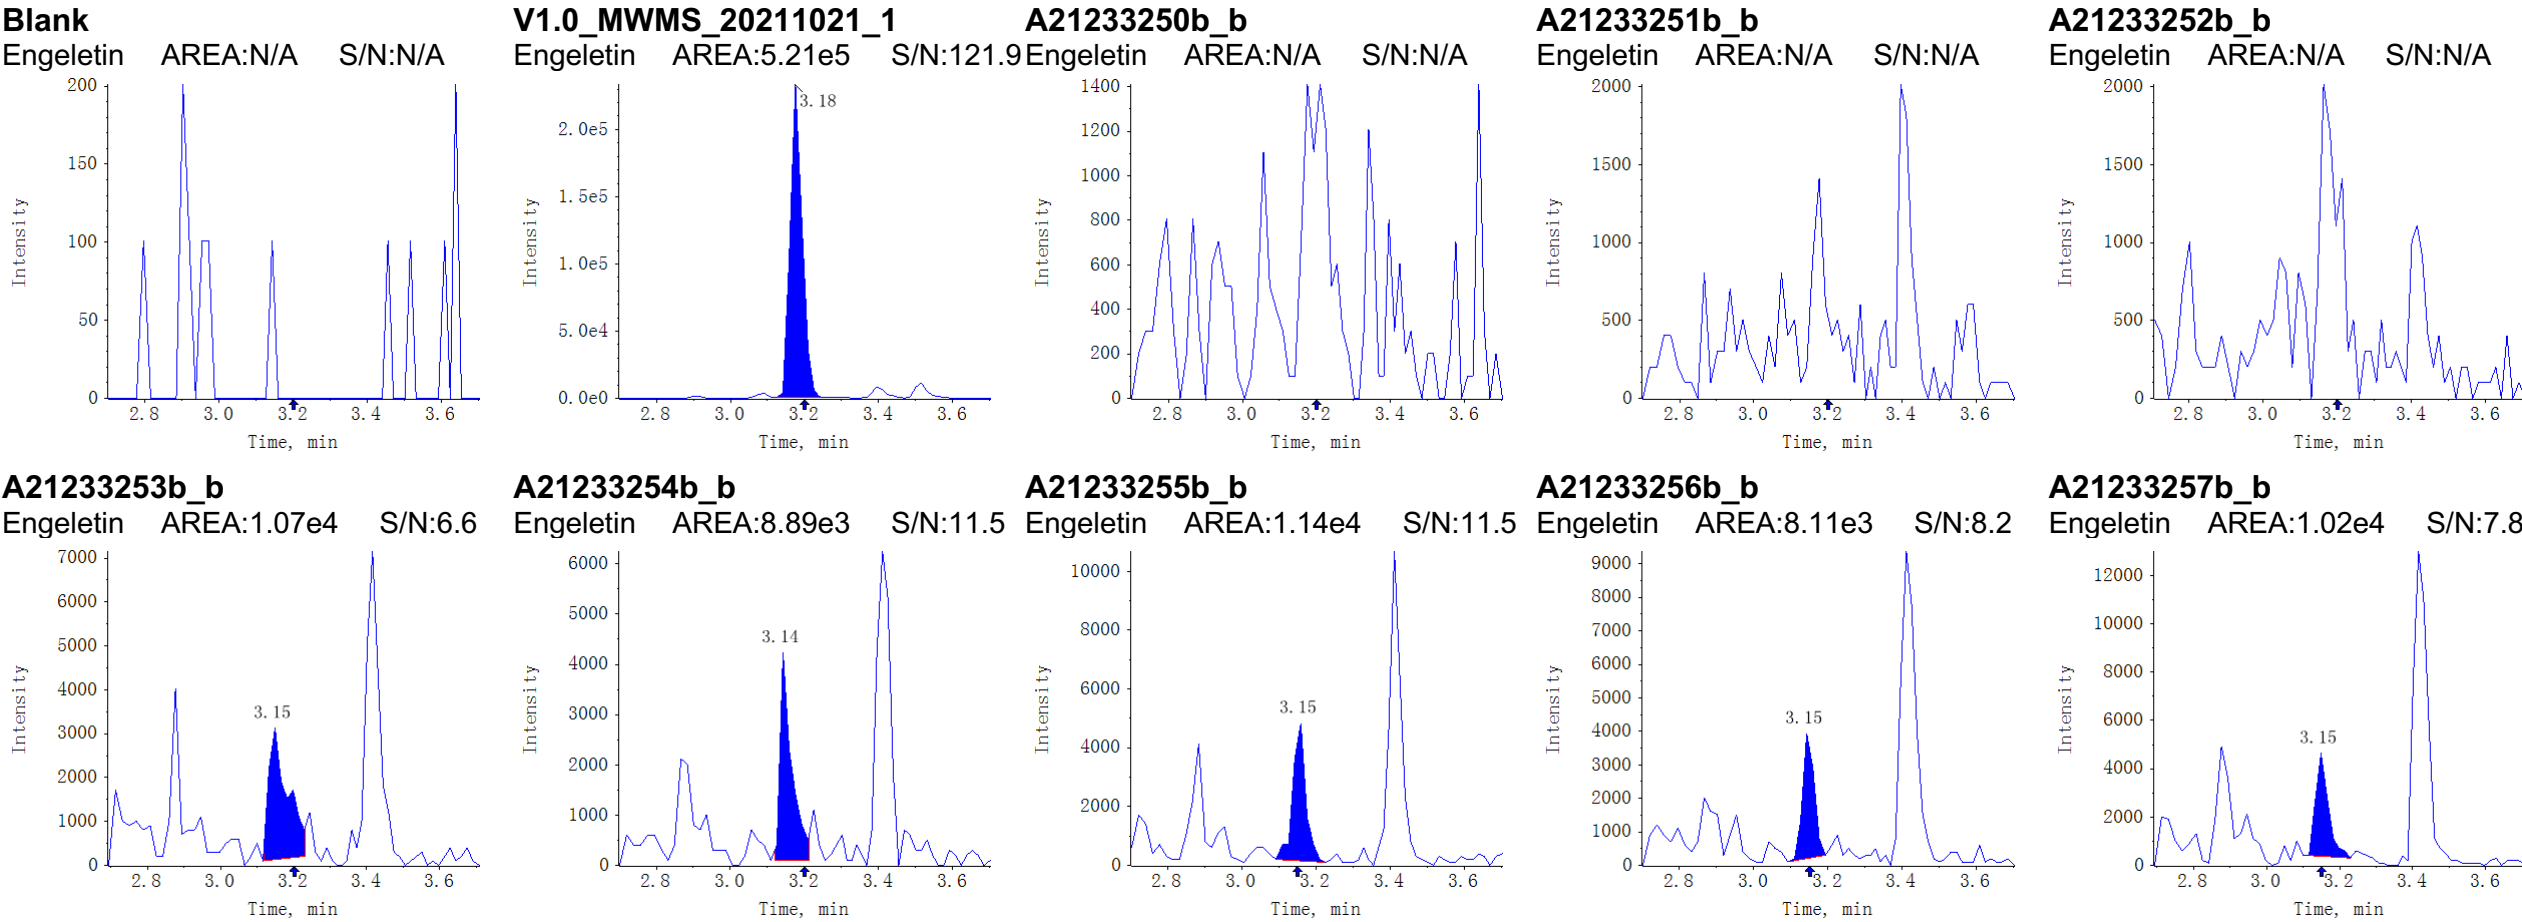 Blank
Engeletin AREA:N/A S/N:N/A
200
150
100
50
0
Intensity
2.8 3.0 3.2 3.4 3.6
Time, min
V1.0_MWMS_20211021_1
Engeletin AREA:5.21e5 S/N:121.9
3.18
2.0e5
1.5e5
1.0e5
5.0e4
0.0e0
Intensity
2.8 3.0 3.2 3.4 3.6
Time, min
A21233250b_b
Engeletin AREA:N/A S/N:N/A
1400
1200
1000
800
600
400
200
0
Intensity
2.8 3.0 3.2 3.4 3.6
Time, min
A21233251b_b
Engeletin AREA:N/A S/N:N/A
2000
1500
1000
500
0
Intensity
2.8 3.0 3.2 3.4 3.6
Time, min
A21233252b_b
Engeletin AREA:N/A S/N:N/A
2000
1500
1000
500
0
Intensity
2.8 3.0 3.2 3.4 3.6
Time, min
A21233253b_b
Engeletin AREA:1.07e4 S/N:6.6
7000
6000
5000
4000
3.15
3000
2000
1000
0
Intensity
2.8 3.0 3.2 3.4 3.6
Time, min
A21233254b_b
Engeletin AREA:8.89e3 S/N:11.5
6000
5000
3.14
4000
3000
2000
1000
0
Intensity
2.8 3.0 3.2 3.4 3.6
Time, min
A21233255b_b
Engeletin AREA:1.14e4 S/N:11.5
10000
8000
6000
3.15
4000
2000
0
Intensity
2.8 3.0 3.2 3.4 3.6
Time, min
A21233256b_b
Engeletin AREA:8.11e3 S/N:8.2
9000
8000
7000
6000
5000
3.15
4000
3000
2000
1000
0
Intensity
2.8 3.0 3.2 3.4 3.6
Time, min
A21233257b_b
Engeletin AREA:1.02e4 S/N:7.8
12000
10000
8000
6000
3.15
4000
2000
0
Intensity
2.8 3.0 3.2 3.4 3.6
Time, min